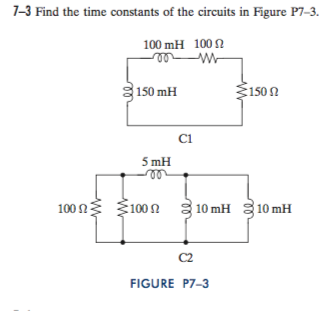 7–3 Find the time constants of the circuits in Figure P7–3.
100 mH 100 Ω
150 mH 150 Ω
C1
5 mH
100 Ω 100 Ω 10 mH 10 mH
C2
FIGURE P7–3